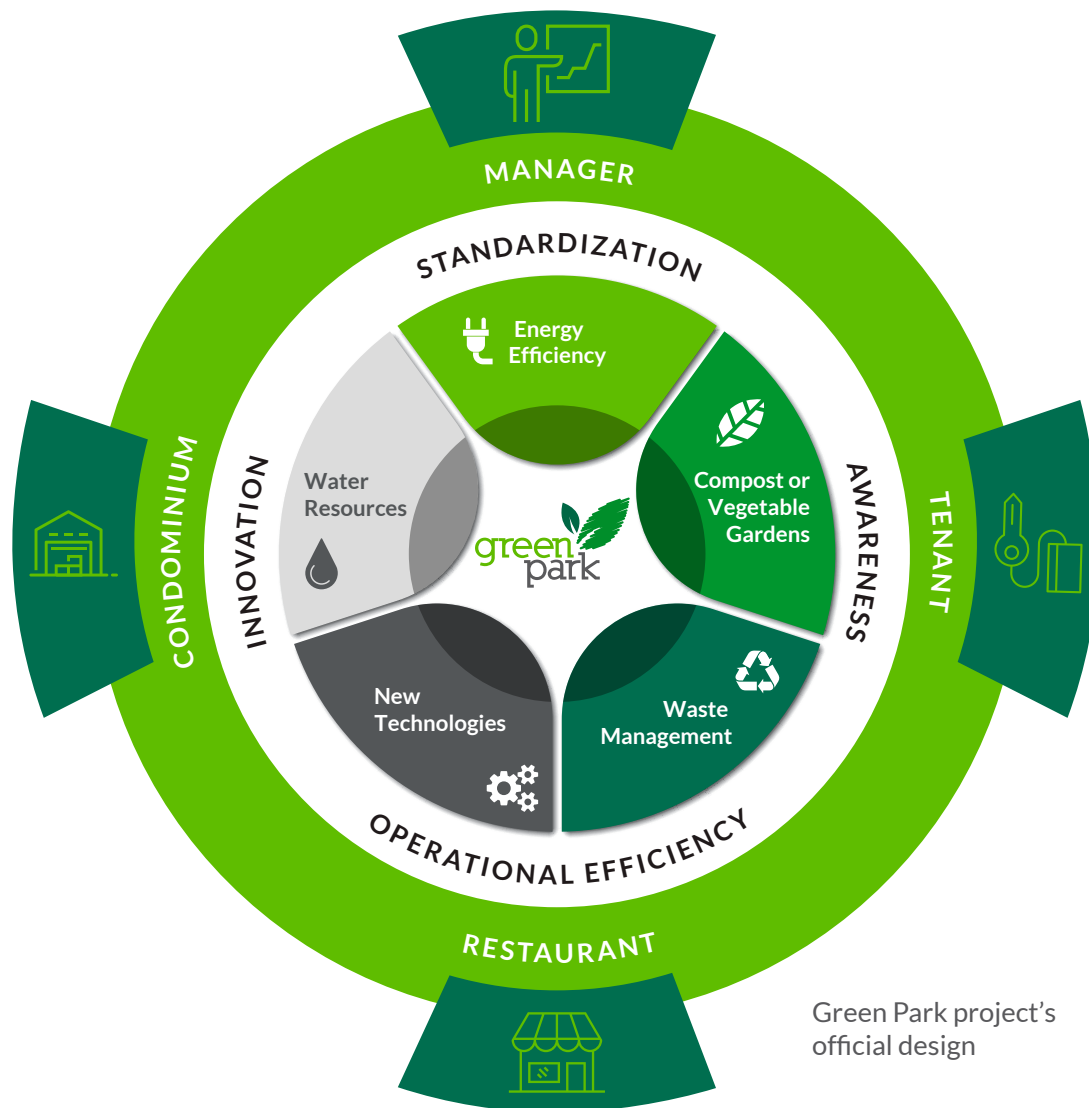 MANAGER
STANDARDIZATION
Energy
Efficiency
Water
Resources
Compost or
Vegetable
Gardens
INNOVATION
AWARENESS
CONDOMINIUM
TENANT
green
park
New
Technologies
Waste
Management
OPERATIONAL EFFICIENCY
RESTAURANT
Green Park project's
official design